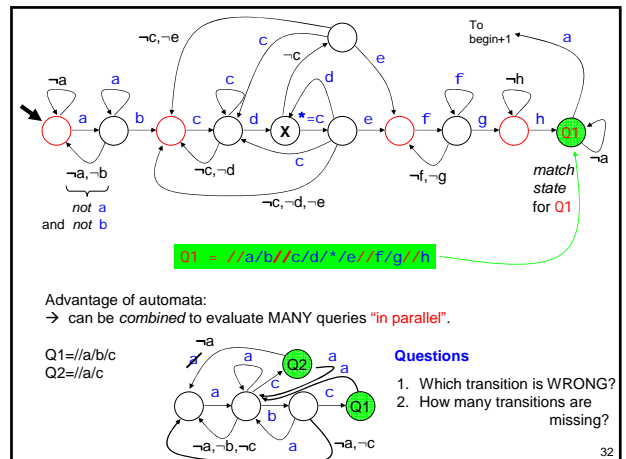 ¬c,¬e
To
begin+1
a
¬a
a
c
c
¬c
d
e
f
¬h
a
b
c
d
X
*=c
e
f
g
h
Q1
c
¬a
¬a,¬b
¬c,¬d
¬f,¬g
not a
and not b
¬c,¬d,¬e
match
state
for Q1
Q1 = //a/b//c/d/*/e//f/g//h
Advantage of automata:
→ can be combined to evaluate MANY queries “in parallel”.
Q1=//a/b/c
Q2=//a/c
¬a
a
a
Q2
a
a
a
c
b
c
Q1
¬a,¬b,¬c
a
¬a,¬c
Questions
1. Which transition is WRONG?
2. How many transitions are
missing?
32